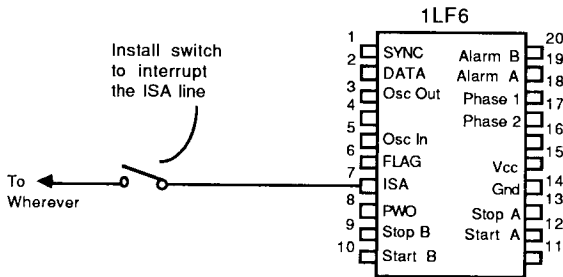 1LF6
Install switch
to interrupt
the ISA line
To
Wherever
1
2
3
4
5
6
7
8
9
10
SYNC
DATA
Osc Out
Osc In
FLAG
ISA
PWO
Stop B
Start B
Alarm B
Alarm A
Phase 1
Phase 2
Vcc
Gnd
Stop A
Start A
20
19
18
17
16
15
14
13
12
11